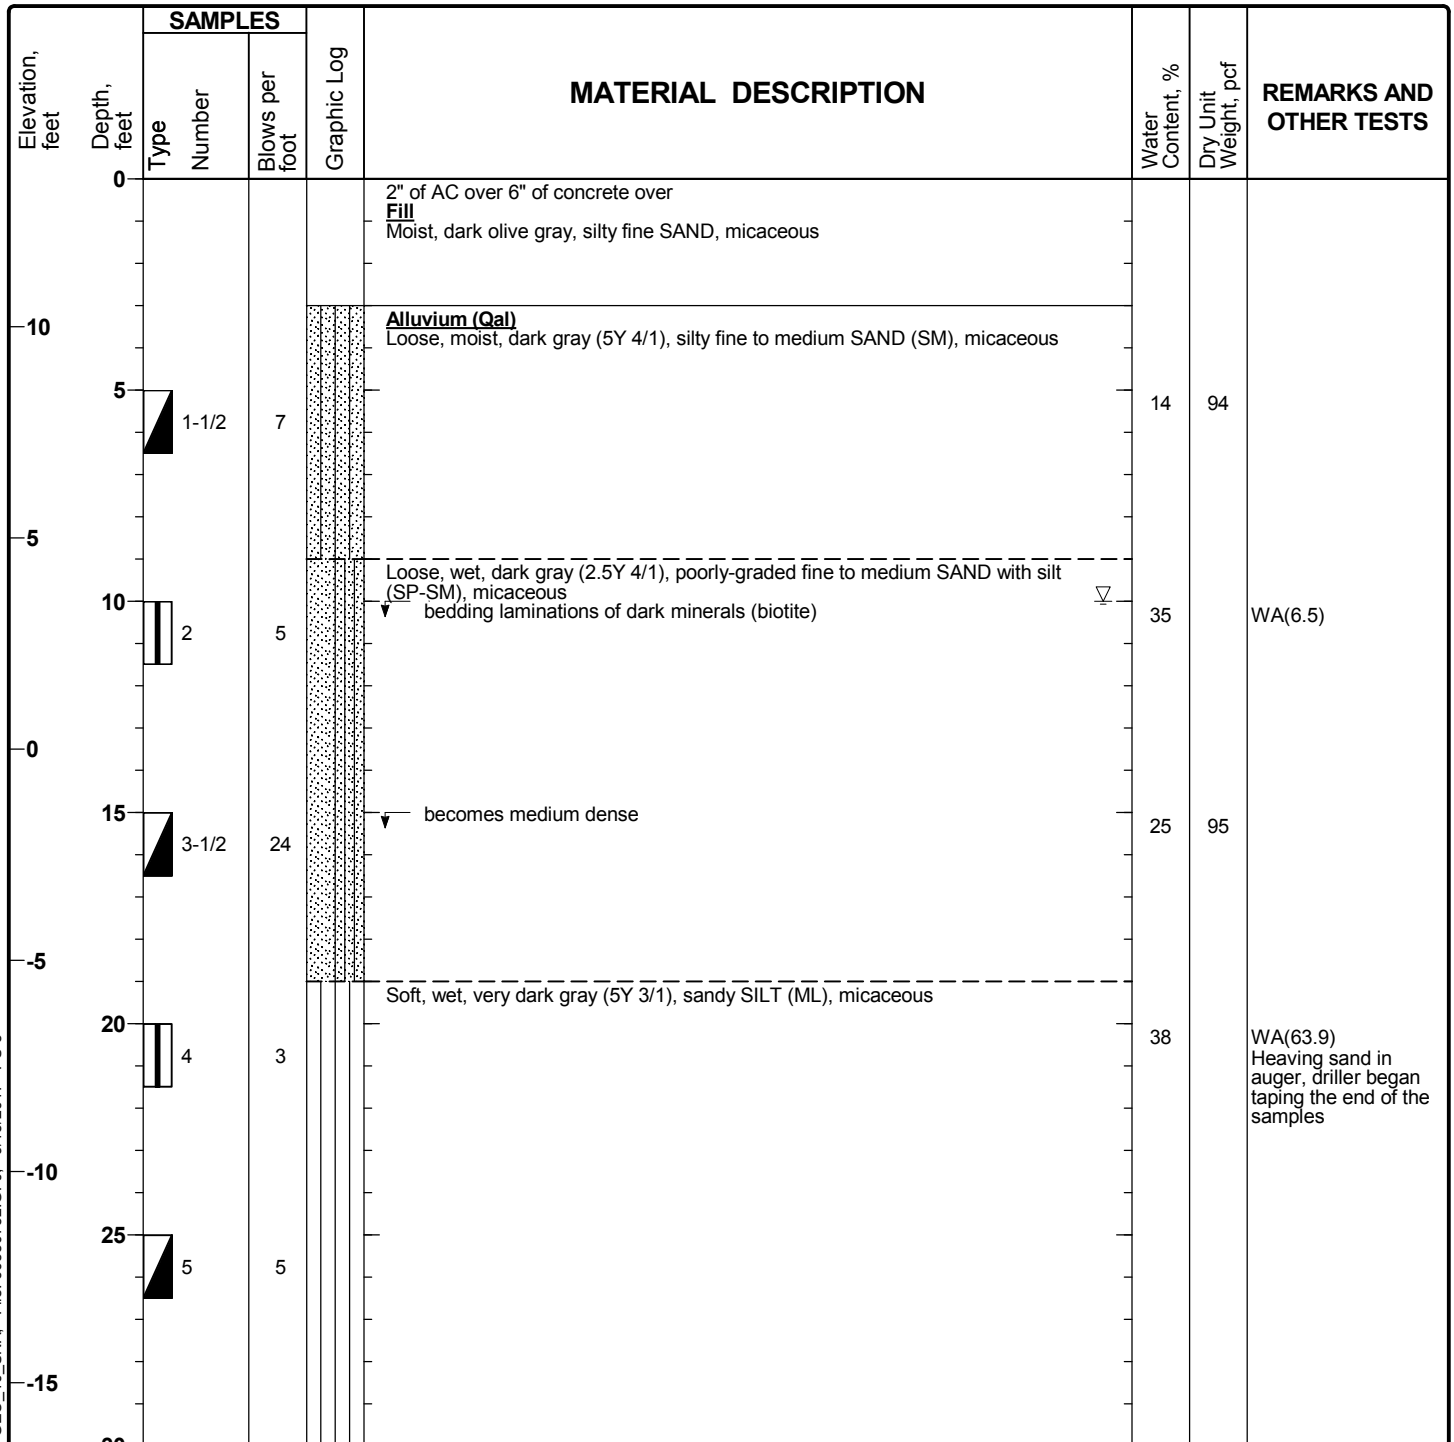 SAMPLES
Elevation, feet
Depth, feet
Type
Number
Blows per foot
Graphic Log
MATERIAL DESCRIPTION
Water Content, %
Dry Unit Weight, pcf
REMARKS AND
OTHER TESTS
0
2" of AC over 6" of concrete over
Fill
Moist, dark olive gray, silty fine SAND, micaceous
10
Alluvium (Qal)
Loose, moist, dark gray (5Y 4/1), silty fine to medium SAND (SM), micaceous
5
1-1/2 7 14 94
5
Loose, wet, dark gray (2.5Y 4/1), poorly-graded fine to medium SAND with silt
(SP-SM), micaceous
10
bedding laminations of dark minerals (biotite)
2 5 35 WA(6.5)
0
15
becomes medium dense
3-1/2 24 25 95
-5
Soft, wet, very dark gray (5Y 3/1), sandy SILT (ML), micaceous
20
4 3 38 WA(63.9)
Heaving sand in
auger, driller began
taping the end of the
samples
-10
25
5 5
-15